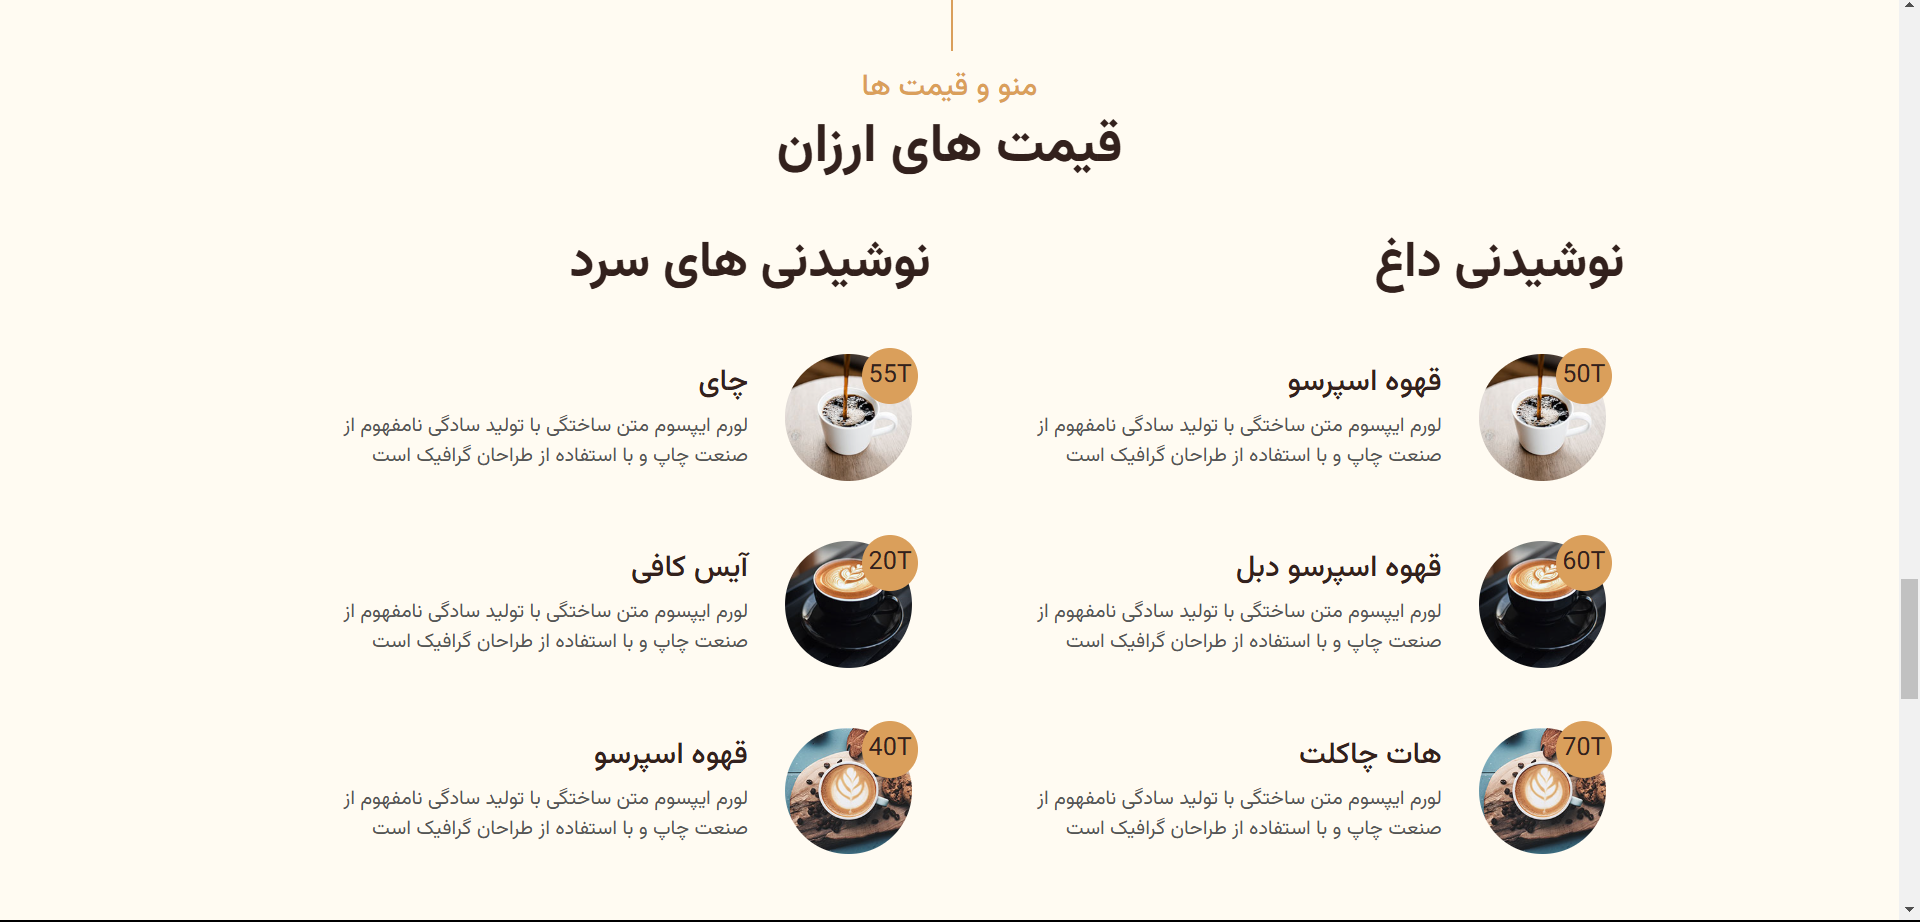 منو و قیمت ها
قیمت های ارزان
نوشیدنی داغ
50T
قهوه اسپرسو
لورم ایپسوم متن ساختگی با تولید سادگی نامفهوم از
صنعت چاپ و با استفاده از طراحان گرافیک است
60T
قهوه اسپرسو دبل
لورم ایپسوم متن ساختگی با تولید سادگی نامفهوم از
صنعت چاپ و با استفاده از طراحان گرافیک است
70T
هات چاکلت
لورم ایپسوم متن ساختگی با تولید سادگی نامفهوم از
صنعت چاپ و با استفاده از طراحان گرافیک است
نوشیدنی های سرد
55T
چای
لورم ایپسوم متن ساختگی با تولید سادگی نامفهوم از
صنعت چاپ و با استفاده از طراحان گرافیک است
20T
آیس کافی
لورم ایپسوم متن ساختگی با تولید سادگی نامفهوم از
صنعت چاپ و با استفاده از طراحان گرافیک است
40T
قهوه اسپرسو
لورم ایپسوم متن ساختگی با تولید سادگی نامفهوم از
صنعت چاپ و با استفاده از طراحان گرافیک است